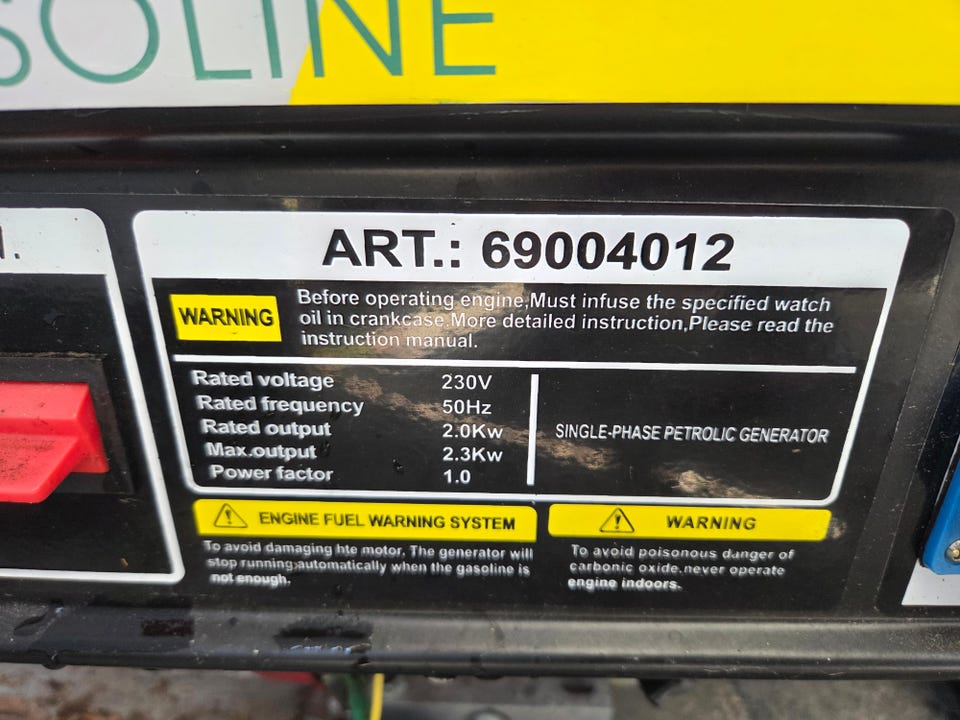 SOLINE
ART.: 69004012
WARNING
Before operating engine,Must infuse the specified watch
oil in crankcase.More detailed instruction,Please read the
instruction manual.
Rated voltage 230V
Rated frequency 50Hz
Rated output 2.0Kw
Max.output 2.3Kw
Power factor 1.0
SINGLE-PHASE PETROLIC GENERATOR
ENGINE FUEL WARNING SYSTEM
To avoid damaging hte motor, The generator will
stop running automatically when the gasoline is
not enough.
WARNING
To avoid poisonous danger of
carbonic oxide.never operate
engine indoors.